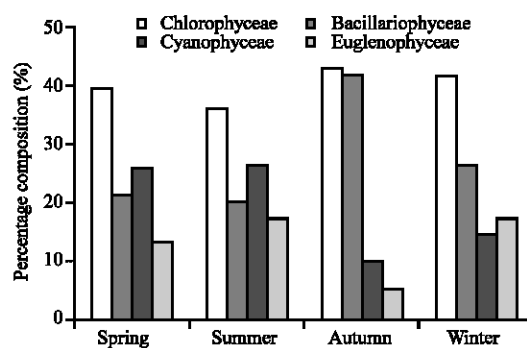 Chlorophyceae Bacillariophyceae
Cyanophyceae Euglenophyceae
Percentage composition (%)
50
40
30
20
10
0
Spring Summer Autumn Winter